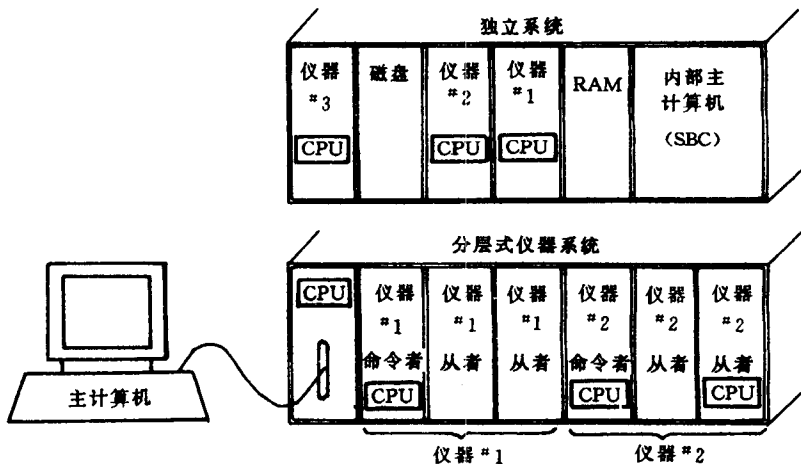 独立系统
仪器 #3 CPU
磁盘
仪器 #2 CPU
仪器 #1 CPU
RAM
内部主计算机 (SBC)
分层式仪器系统
CPU
仪器 #1 命令者 CPU
仪器 #1 从者
仪器 #1 从者
仪器 #2 命令者 CPU
仪器 #2 从者
仪器 #2 从者 CPU
主计算机
仪器 #1
仪器 #2